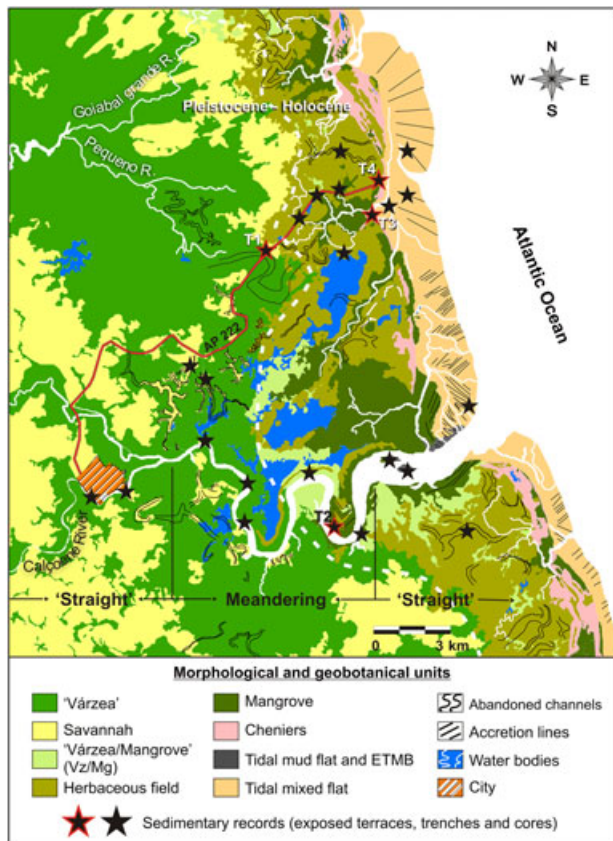 N
W E
S
Goiabal grande R.
Pleistocene Holocene
Pequeno R.
T4
T3
T1
Atlantic Ocean
AP 222
T2
Calçoene River
'Straight' Meandering 'Straight'
0 3 km
Morphological and geobotanical units
'Várzea' Mangrove Abandoned channels
Savannah Cheniers Accretion lines
'Várzea/Mangrove' (Vz/Mg) Tidal mud flat and ETMB Water bodies
Herbaceous field Tidal mixed flat City
Sedimentary records (exposed terraces, trenches and cores)